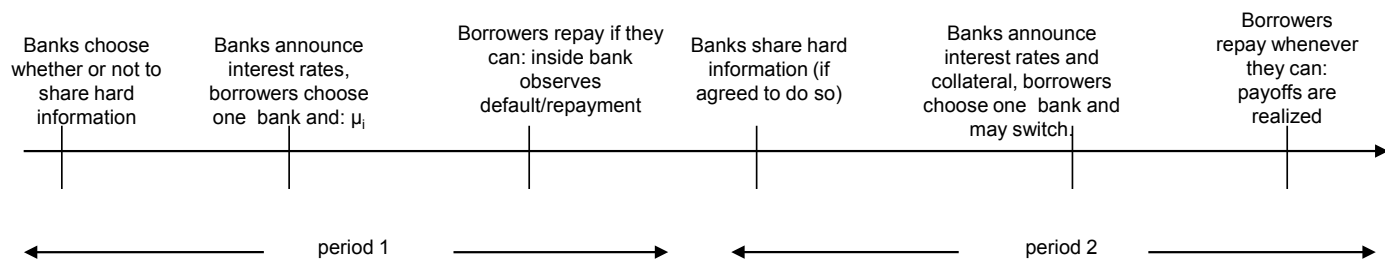 Banks choose
whether or not to
share hard
information
Banks announce
interest rates,
borrowers choose
one bank and: μi
Borrowers repay if they
can: inside bank
observes
default/repayment
Banks share hard
information (if
agreed to do so)
Banks announce
interest rates and
collateral, borrowers
choose one bank and
may switch.
Borrowers
repay whenever
they can:
payoffs are
realized
period 1
period 2